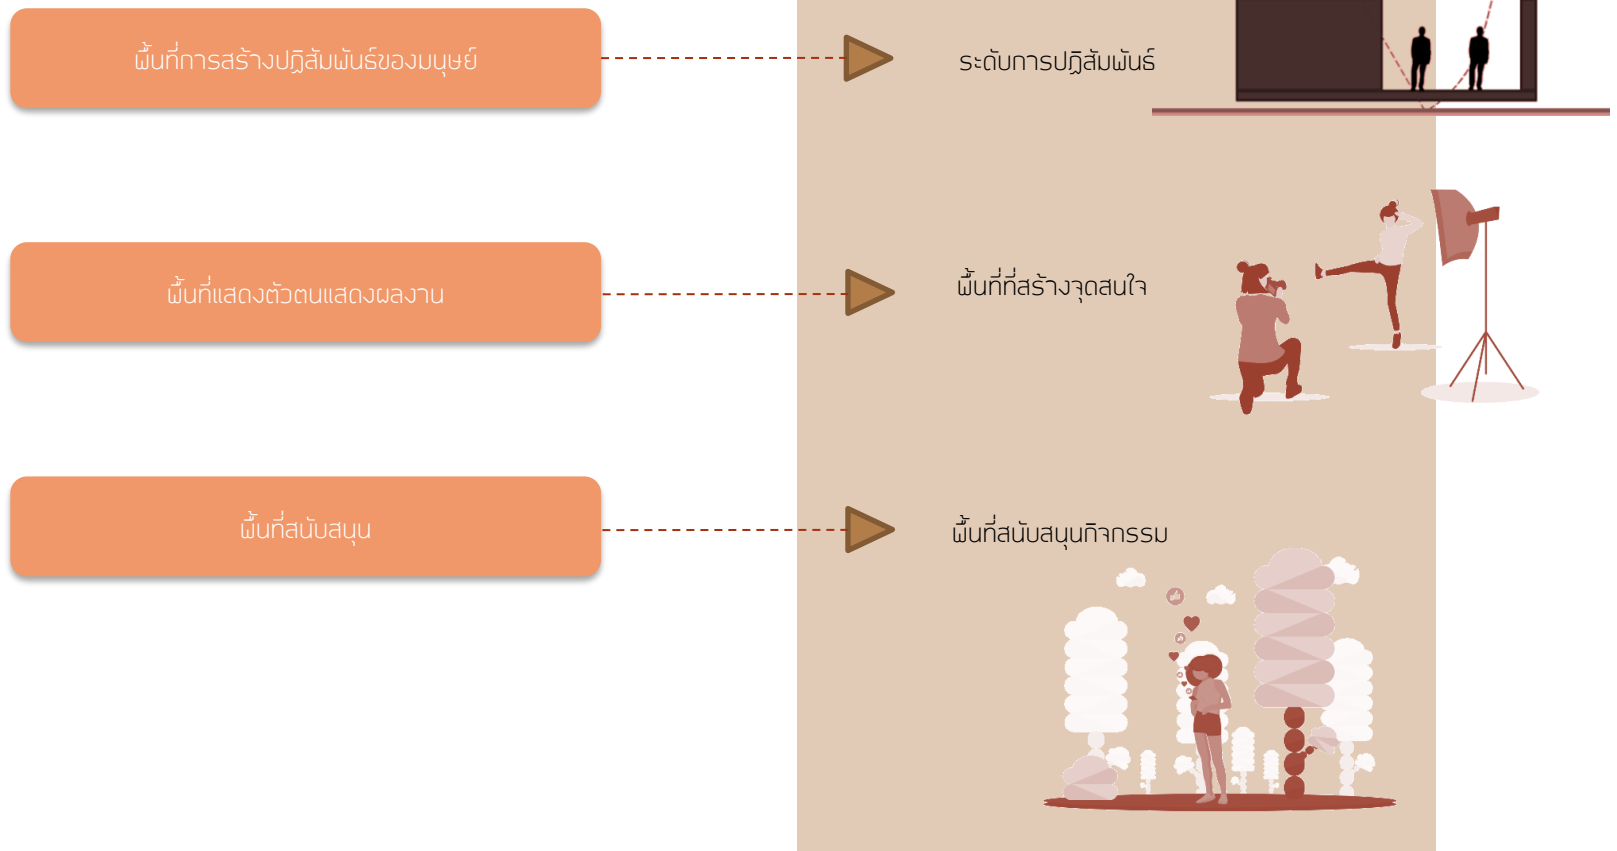 พื้นที่การสร้างปฏิสัมพันธ์ของมนุษย์
ระดับการปฏิสัมพันธ์
พื้นที่แสดงตัวตนแสดงผลงาน
พื้นที่ที่สร้างจุดสนใจ
พื้นที่สนับสนุน
พื้นที่สนับสนุนกิจกรรม